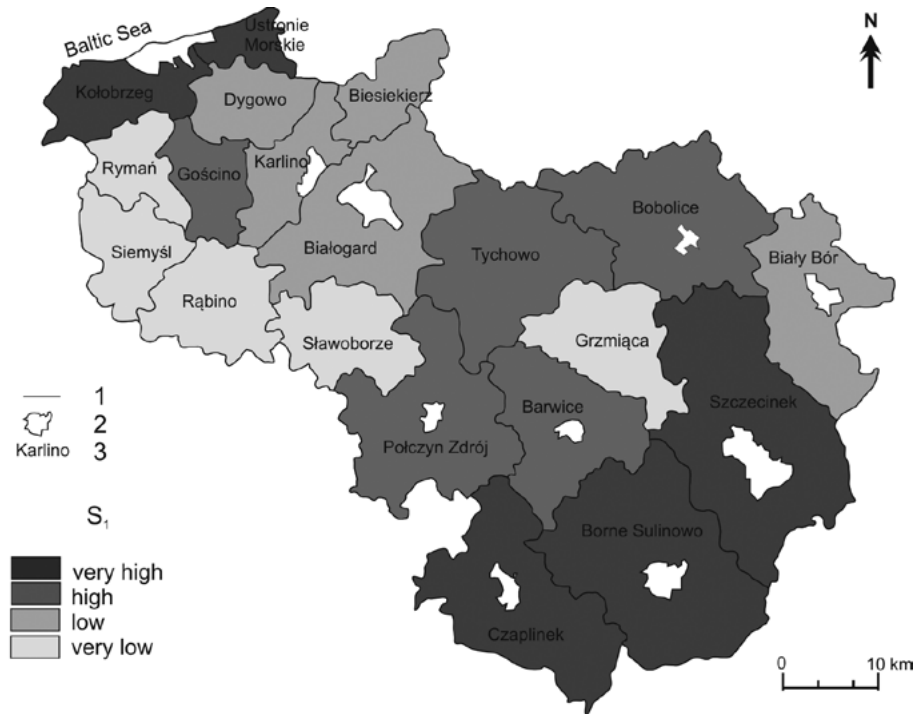 Baltic Sea
Ustronie
Morskie
N
Kołobrzeg
Dygowo
Biesiekierz
Rymań
Gościno
Karlino
Bobolice
Siemyśl
Białogard
Tychowo
Biały Bór
Rąbino
Sławoborze
Grzmiąca
Szczecinek
Barwice
Połczyn Zdrój
Borne Sulinowo
Czaplinek
1
2
Karlino 3
S1
very high
high
low
very low
0 10 km